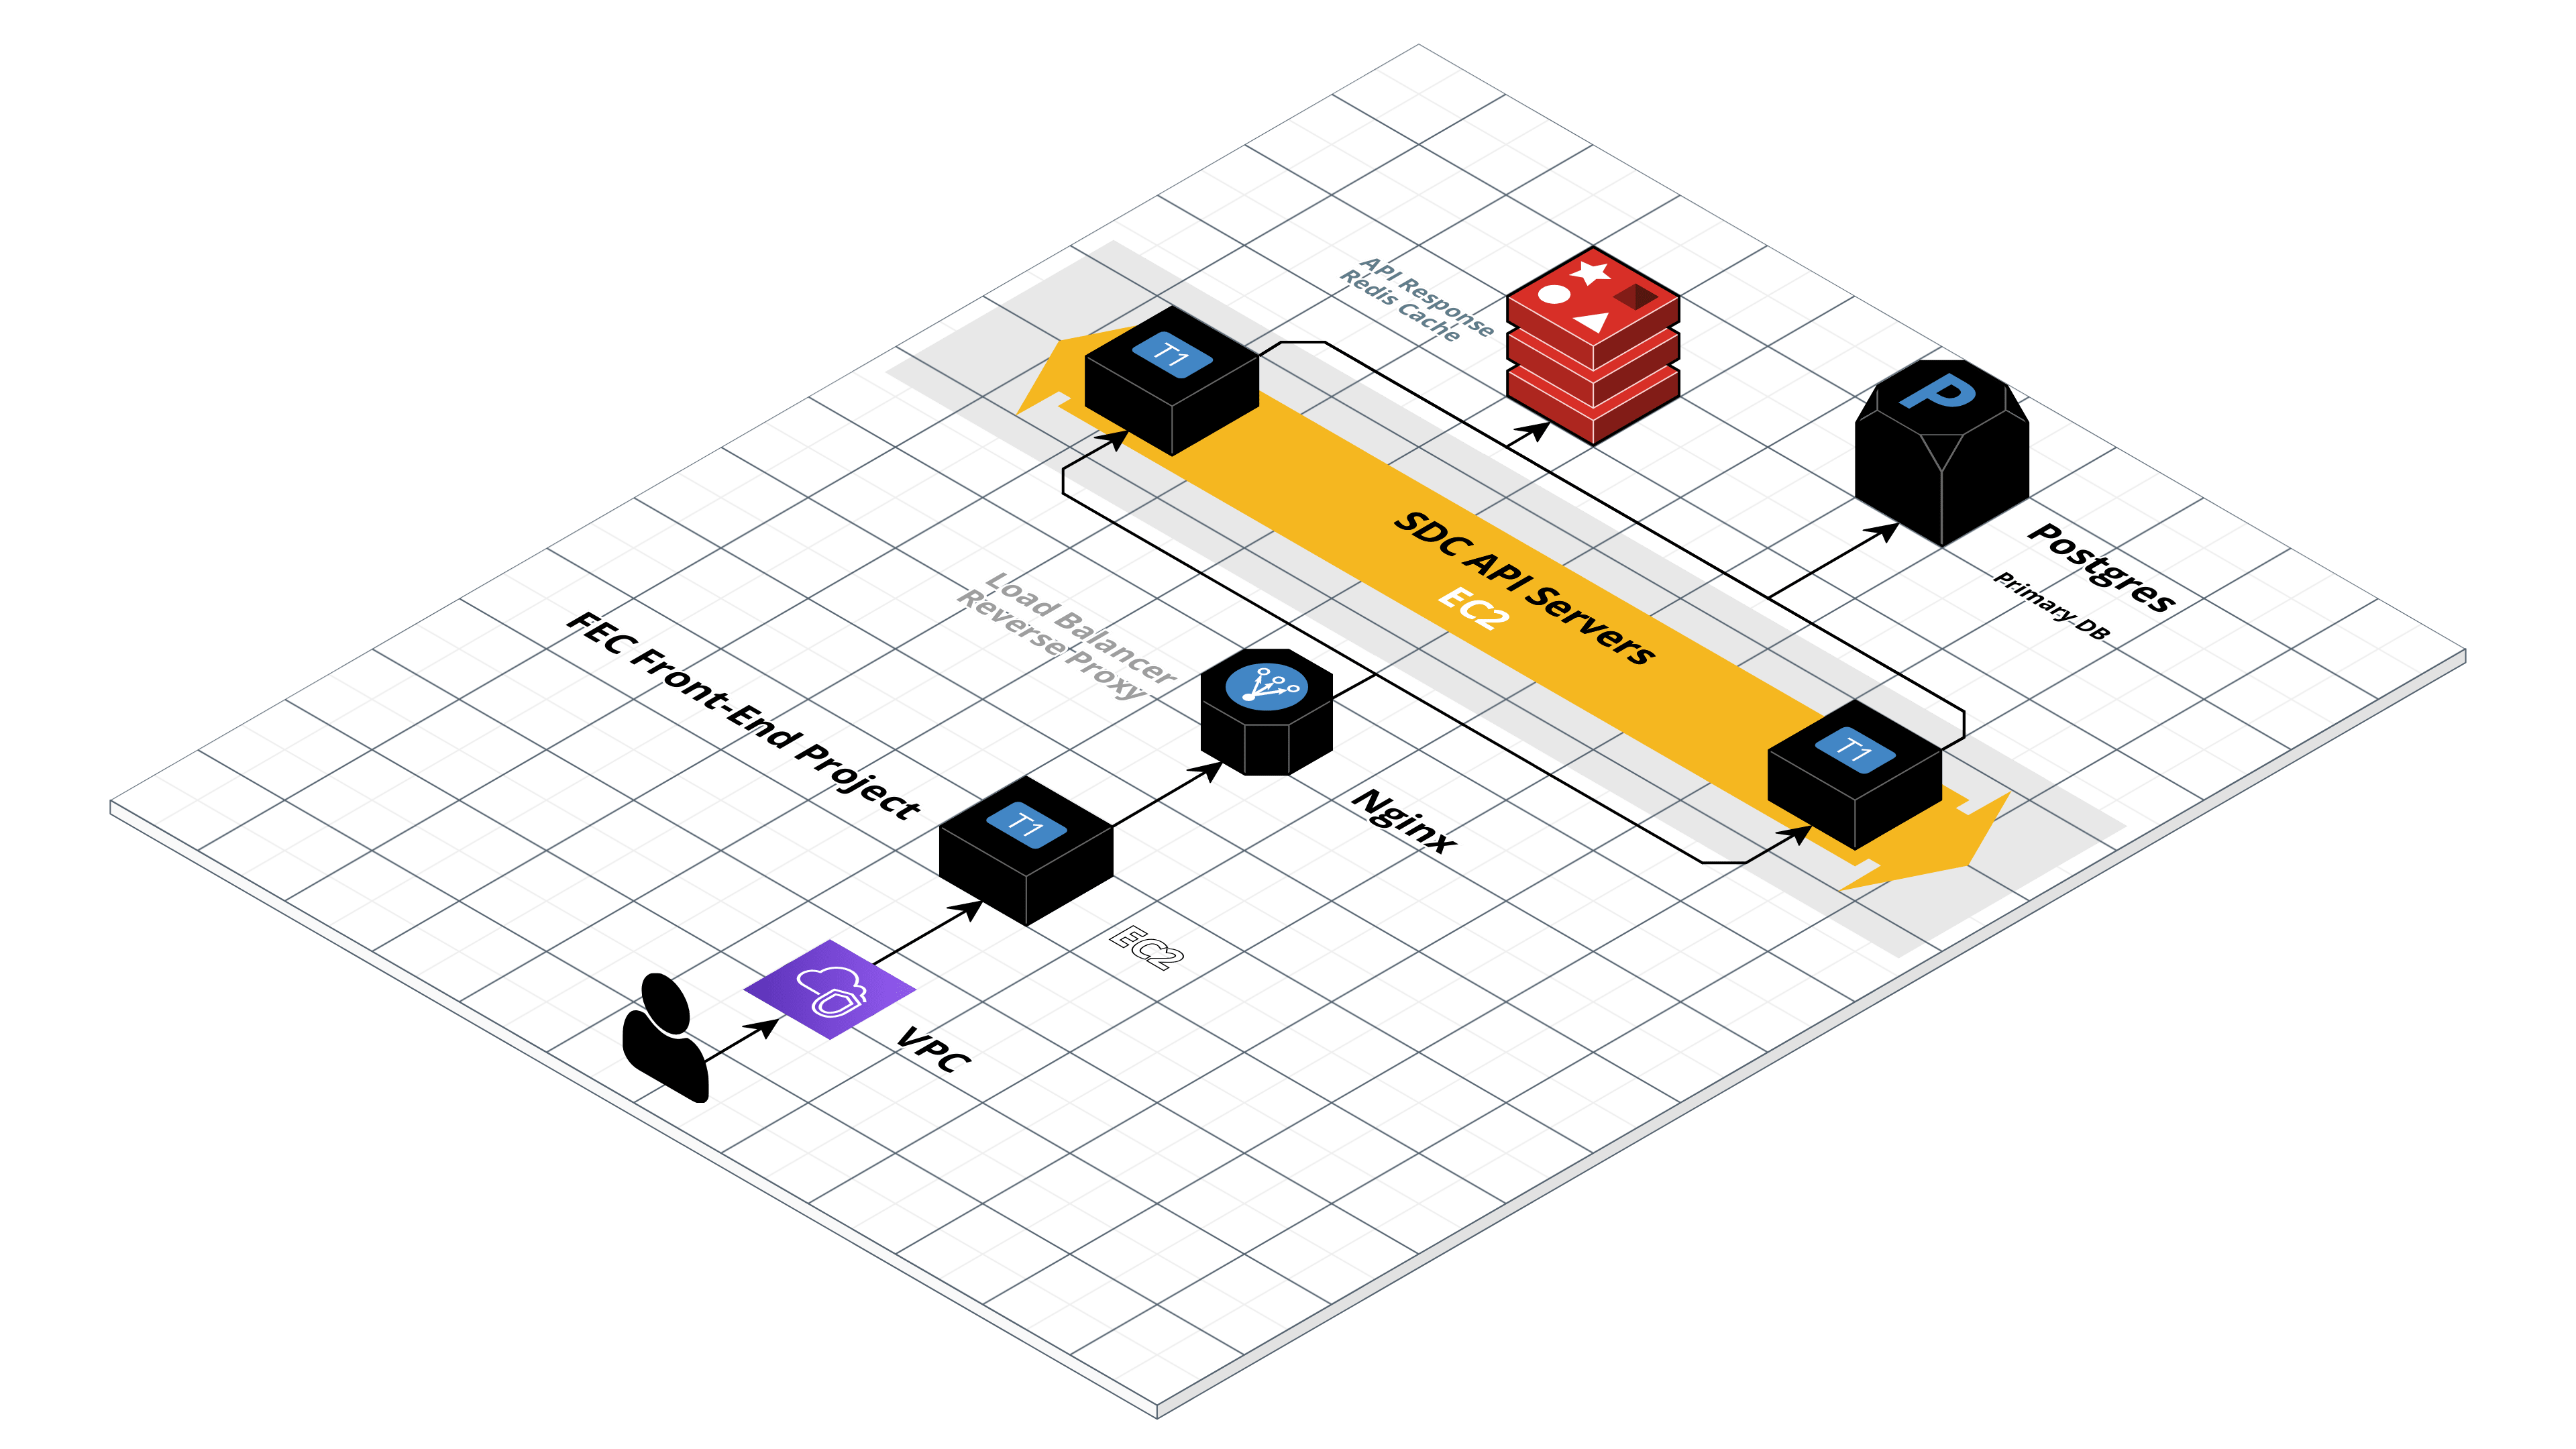 API Response
Redis Cache
T1
P
Postgres
Primary DB
SDC API Servers
EC2
T1
Load Balancer
Reverse Proxy
Nginx
FEC Front-End Project
T1
EC2
VPC